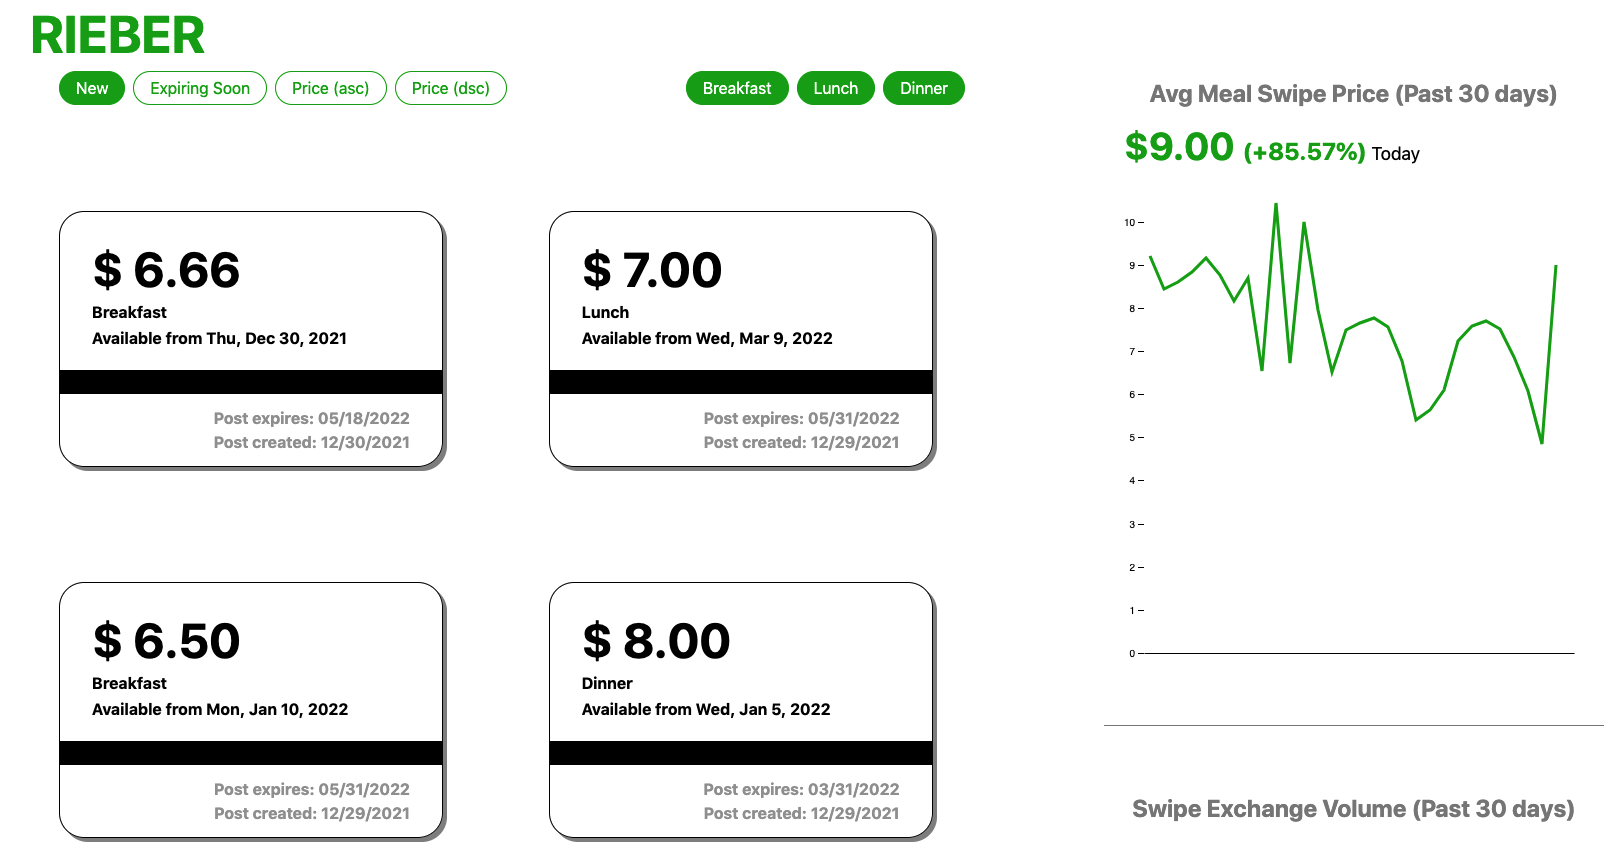 RIEBER
New
Expiring Soon
Price (asc)
Price (dsc)
Breakfast
Lunch
Dinner
$ 6.66
Breakfast
Available from Thu, Dec 30, 2021
Post expires: 05/18/2022
Post created: 12/30/2021
$ 7.00
Lunch
Available from Wed, Mar 9, 2022
Post expires: 05/31/2022
Post created: 12/29/2021
$ 6.50
Breakfast
Available from Mon, Jan 10, 2022
Post expires: 05/31/2022
Post created: 12/29/2021
$ 8.00
Dinner
Available from Wed, Jan 5, 2022
Post expires: 03/31/2022
Post created: 12/29/2021
Avg Meal Swipe Price (Past 30 days)
$9.00 (+85.57%) Today
10
9
8
7
6
5
4
3
2
1
0
Swipe Exchange Volume (Past 30 days)